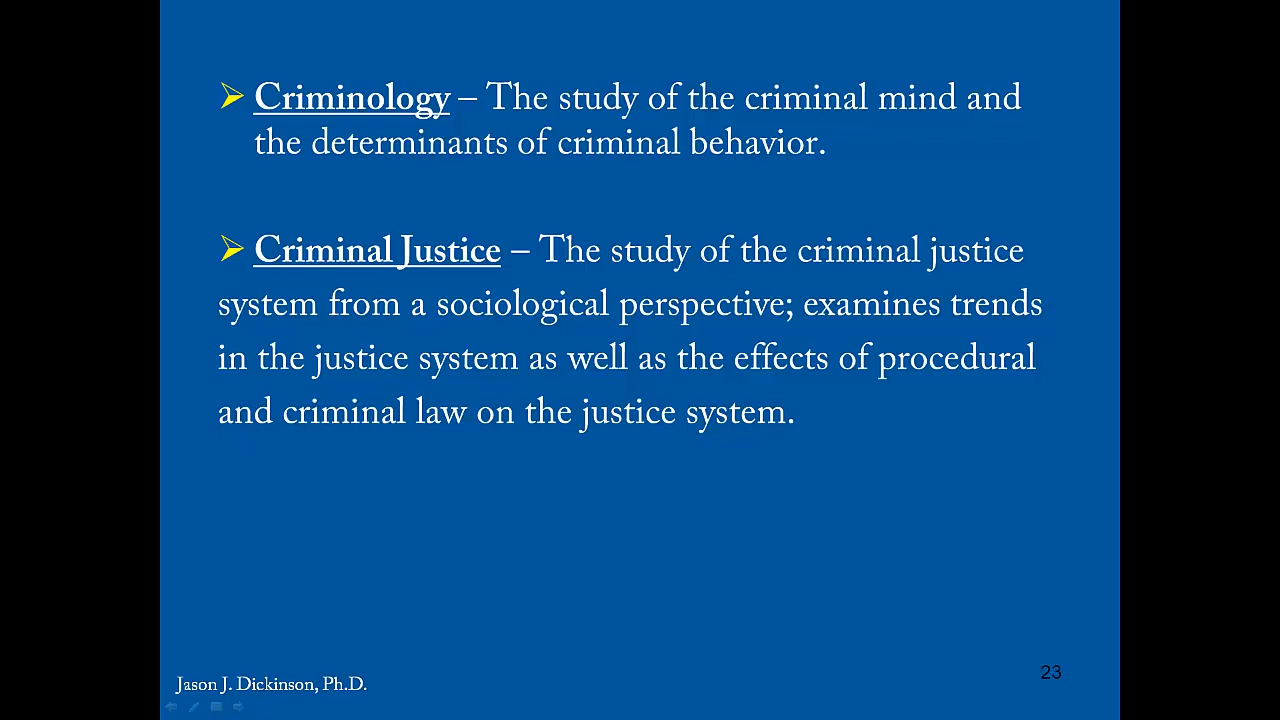 Criminology – The study of the criminal mind and
the determinants of criminal behavior.
Criminal Justice – The study of the criminal justice
system from a sociological perspective; examines trends
in the justice system as well as the effects of procedural
and criminal law on the justice system.
23
Jason J. Dickinson, Ph.D.